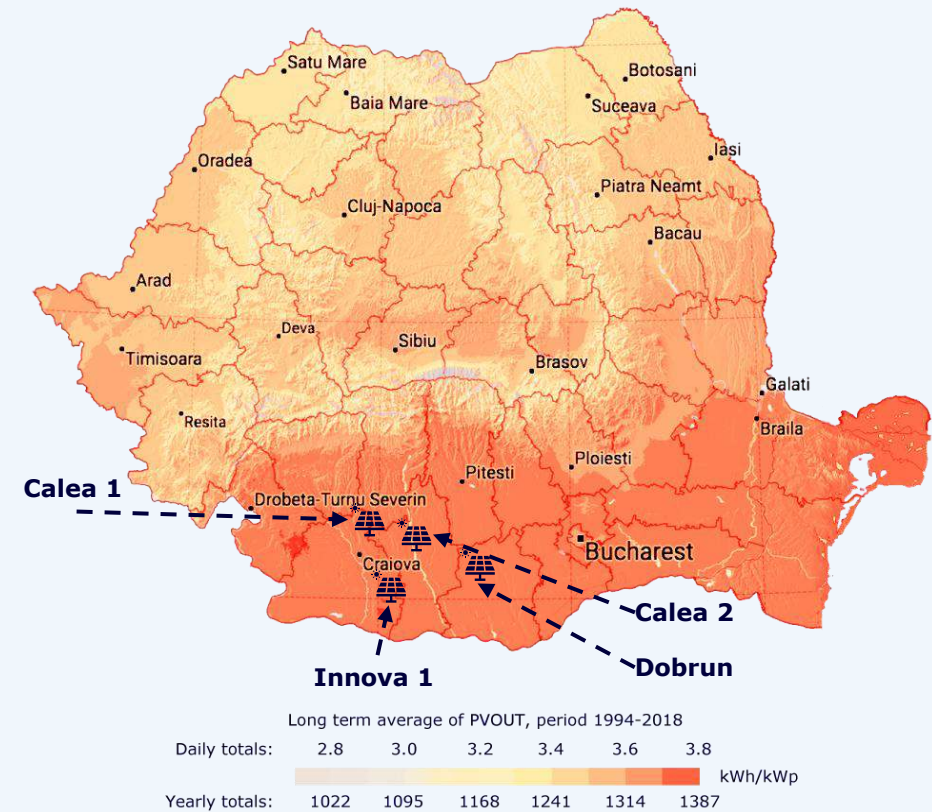 Satu Mare
Botosani
Baia Mare
Suceava
Iasi
Oradea
Piatra Neamt
Cluj-Napoca
Bacau
Arad
Deva
Sibiu
Timisoara
Brasov
Galati
Resita
Braila
Ploiesti
Pitesti
Calea 1
Drobeta-Turnu Severin
Bucharest
Craiova
Calea 2
Dobrun
Innova 1
Long term average of PVOUT, period 1994-2018
Daily totals: 2.8 3.0 3.2 3.4 3.6 3.8
kWh/kWp
Yearly totals: 1022 1095 1168 1241 1314 1387